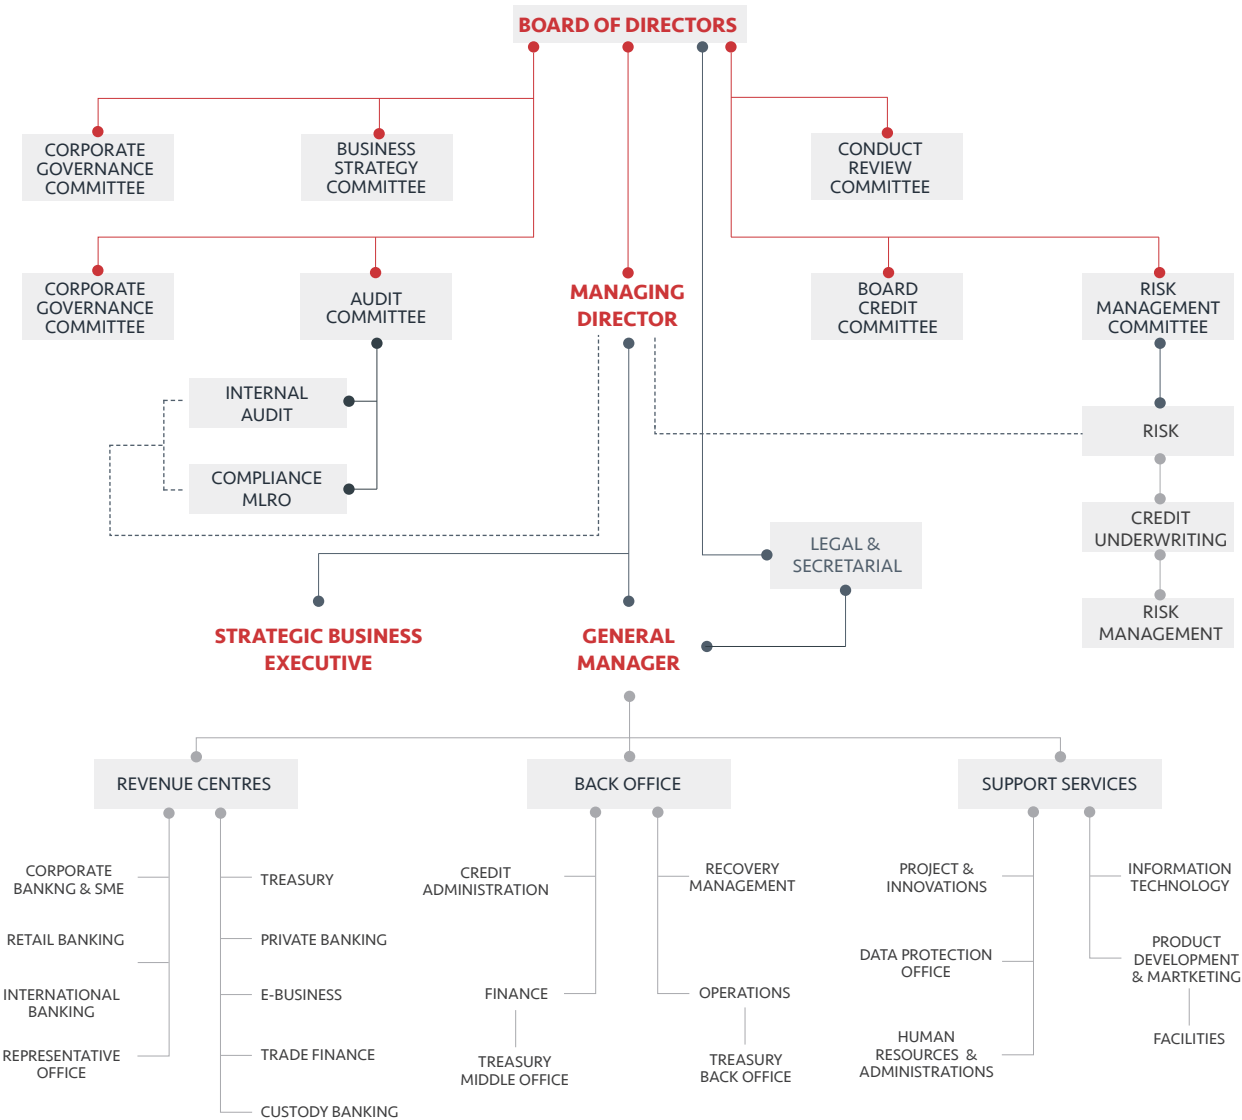 BOARD OF DIRECTORS
CORPORATE
GOVERNANCE
COMMITTEE
BUSINESS
STRATEGY
COMMITTEE
CONDUCT
REVIEW
COMMITTEE
CORPORATE
GOVERNANCE
COMMITTEE
AUDIT
COMMITTEE
MANAGING
DIRECTOR
BOARD
CREDIT
COMMITTEE
RISK
MANAGEMENT
COMMITTEE
INTERNAL
AUDIT
RISK
COMPLIANCE
MLRO
CREDIT
UNDERWRITING
LEGAL &
SECRETARIAL
RISK
MANAGEMENT
STRATEGIC BUSINESS
EXECUTIVE
GENERAL
MANAGER
REVENUE CENTRES
BACK OFFICE
SUPPORT SERVICES
CORPORATE
BANKNG & SME
RETAIL BANKING
INTERNATIONAL
BANKING
REPRESENTATIVE
OFFICE
TREASURY
PRIVATE BANKING
E-BUSINESS
TRADE FINANCE
CUSTODY BANKING
CREDIT
ADMINISTRATION
FINANCE
TREASURY
MIDDLE OFFICE
RECOVERY
MANAGEMENT
OPERATIONS
TREASURY
BACK OFFICE
PROJECT &
INNOVATIONS
DATA PROTECTION
OFFICE
HUMAN
RESOURCES &
ADMINISTRATIONS
INFORMATION
TECHNOLOGY
PRODUCT
DEVELOPMENT
& MARTKETING
FACILITIES